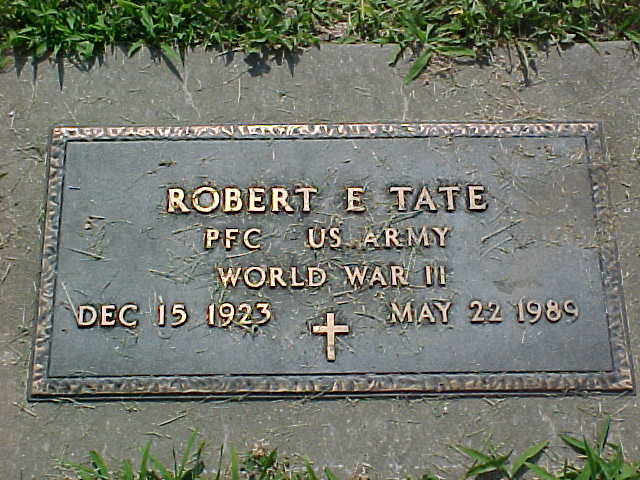 ROBERT E TATE
PFC US ARMY
WORLD WAR II
DEC 15 1923 MAY 22 1989